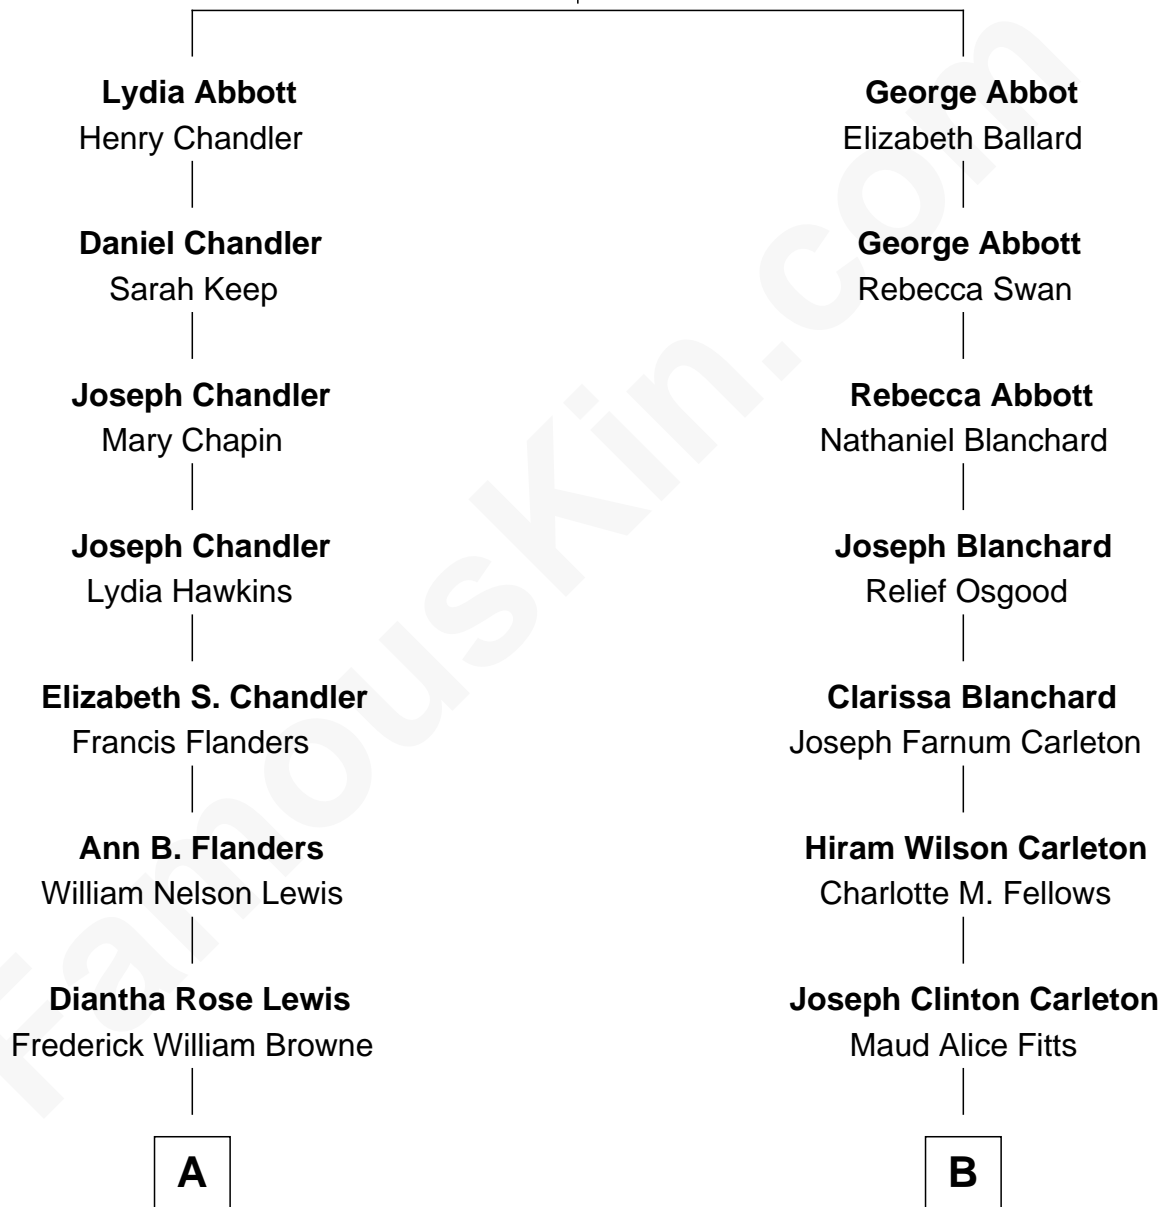 Lydia Abbott
Henry Chandler
Daniel Chandler
Sarah Keep
Joseph Chandler
Mary Chapin
Joseph Chandler
Lydia Hawkins
Elizabeth S. Chandler
Francis Flanders
Ann B. Flanders
William Nelson Lewis
Diantha Rose Lewis
Frederick William Browne
A
George Abbot
Elizabeth Ballard
George Abbott
Rebecca Swan
Rebecca Abbott
Nathaniel Blanchard
Joseph Blanchard
Relief Osgood
Clarissa Blanchard
Joseph Farnum Carleton
Hiram Wilson Carleton
Charlotte M. Fellows
Joseph Clinton Carleton
Maud Alice Fitts
B
FamousKin.com